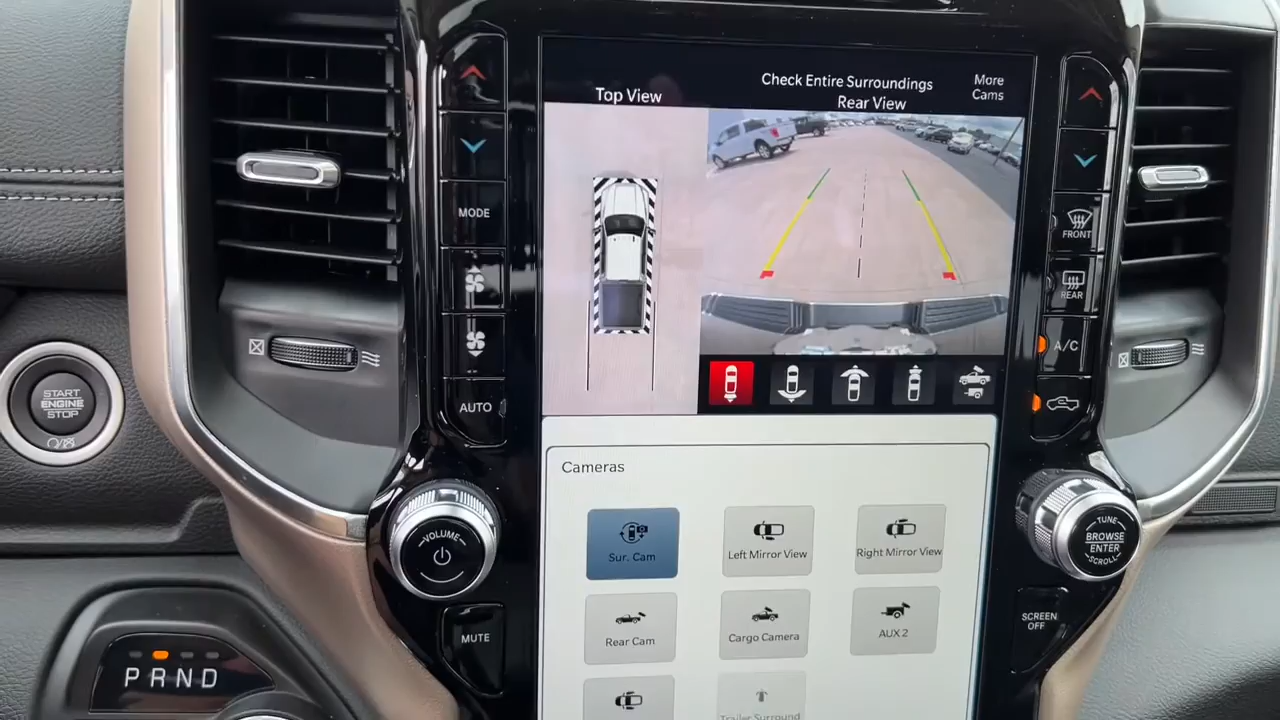 Check Entire Surroundings
More
Cams
Top View
Rear View
MODE
AUTO
FRONT
REAR
A/C
START
ENGINE
STOP
VOLUME
MUTE
TUNE
BROWSE
ENTER
SCROLL
SCREEN
OFF
Cameras
Sur. Cam
Left Mirror View
Right Mirror View
Rear Cam
Cargo Camera
AUX 2
Trailer Surround
P R N D